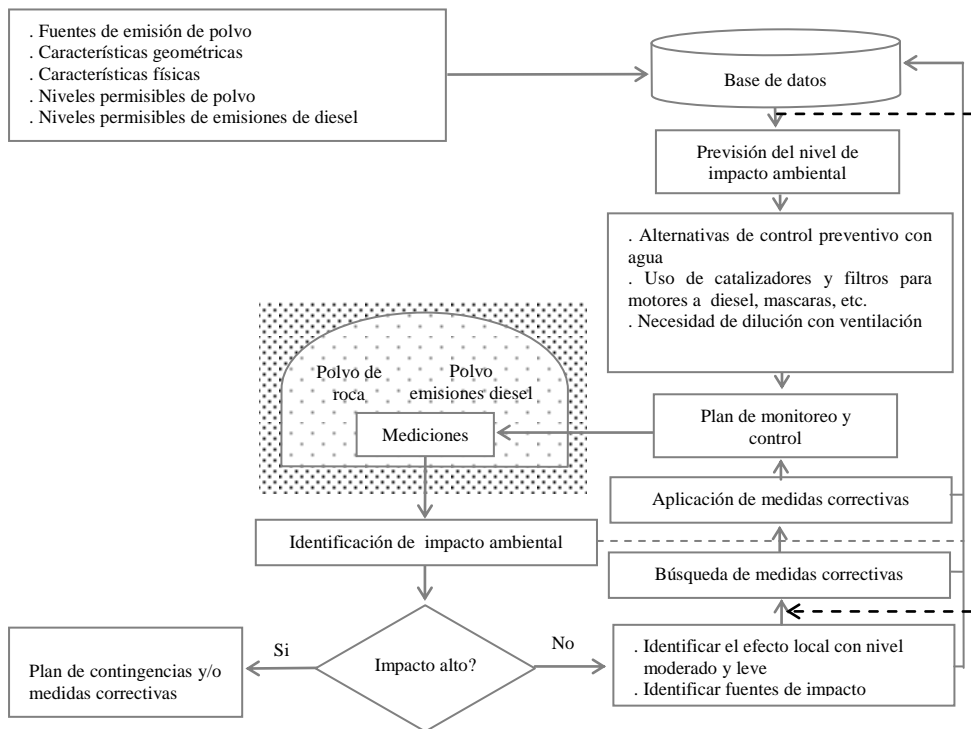 . Fuentes de emisión de polvo
. Características geométricas
. Características físicas
. Niveles permisibles de polvo
. Niveles permisibles de emisiones de diesel
Base de datos
Previsión del nivel de
impacto ambiental
. Alternativas de control preventivo con
agua
. Uso de catalizadores y filtros para
motores a diesel, mascaras, etc.
. Necesidad de dilución con ventilación
Polvo de
roca
Polvo
emisiones diesel
Mediciones
Plan de monitoreo y
control
Aplicación de medidas correctivas
Identificación de impacto ambiental
Búsqueda de medidas correctivas
Impacto alto?
Si
No
Plan de contingencias y/o
medidas correctivas
. Identificar el efecto local con nivel
moderado y leve
. Identificar fuentes de impacto